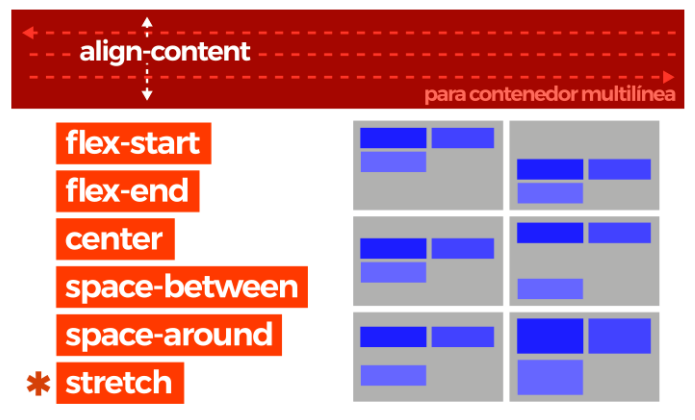 align-content
para contenedor multilínea
flex-start
flex-end
center
space-between
space-around
* stretch